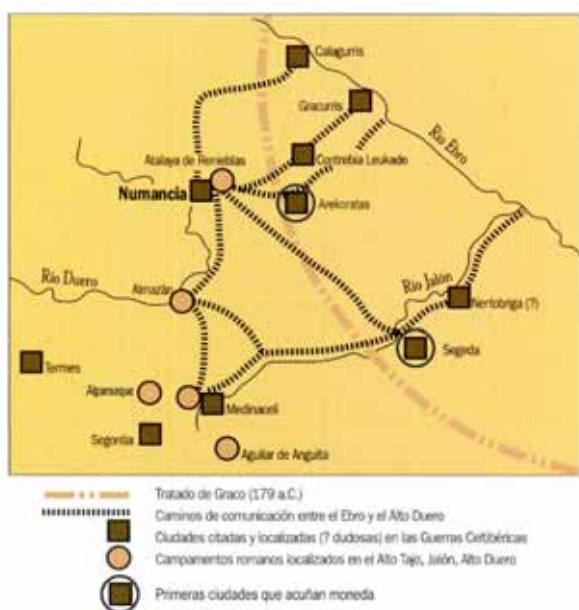 Calagurris
Gracurris
Río Ebro
Atalaya de Renieblas
Contrebia Leukade
Numancia
Arekoratas
Río Duero
Almazán
Río Jalón
Nertobriga (?)
Segeda
Termes
Alpanseque
Medinaceli
Segontia
Aguilar de Anguita
Tratado de Graco (179 a.C.)
Caminos de comunicación entre el Ebro y el Alto Duero
Ciudades citadas y localizadas (? dudosas) en las Guerras Celtibéricas
Campamentos romanos localizados en el Alto Tajo, Jalón, Alto Duero
Primeras ciudades que acuñan moneda